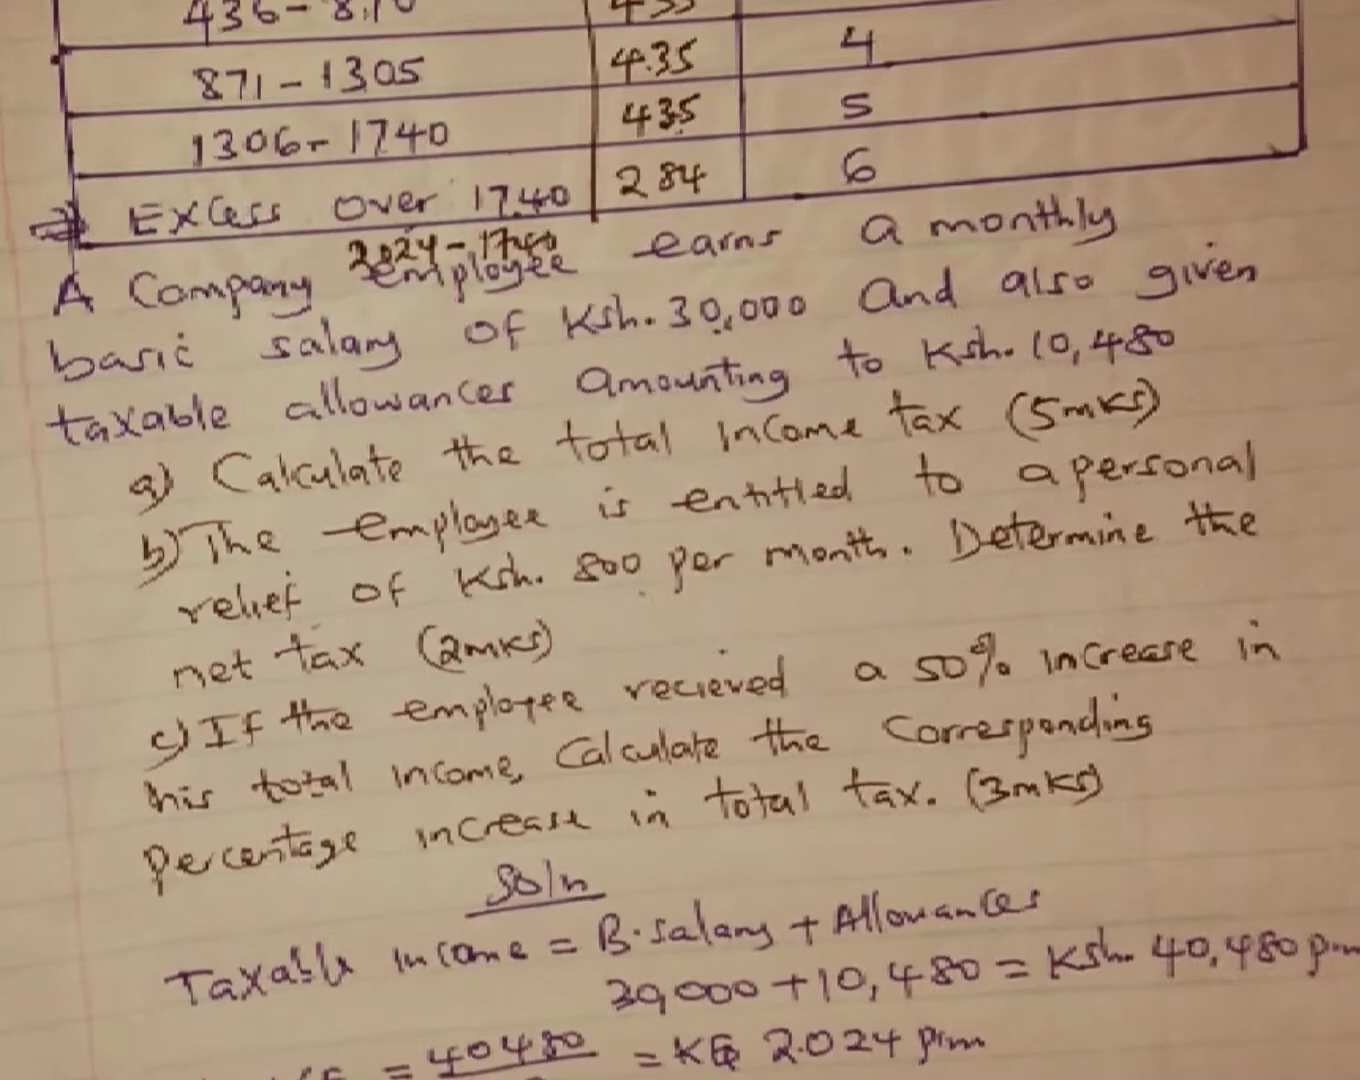 436-870 435
871-1305 435 4
1306-1740 435 5
Excess over 1740 284 6
2024-1740
A Company employee earns a monthly
basic salary of Ksh. 30,000 and also given
taxable allowances amounting to Ksh. 10,480
a) Calculate the total income tax (5mks)
b) The employee is entitled to a personal
relief of Ksh. 800 per month. Determine the
net tax (2mks)
c) If the employee recieved a 50% increase in
his total income, Calculate the Corresponding
percentage increase in total tax. (3mks)
Soln
Taxable income = B.salary + Allowances
30,000 + 10,480 = Ksh. 40,480 p.m
= 40480 = K£ 2024 p.m